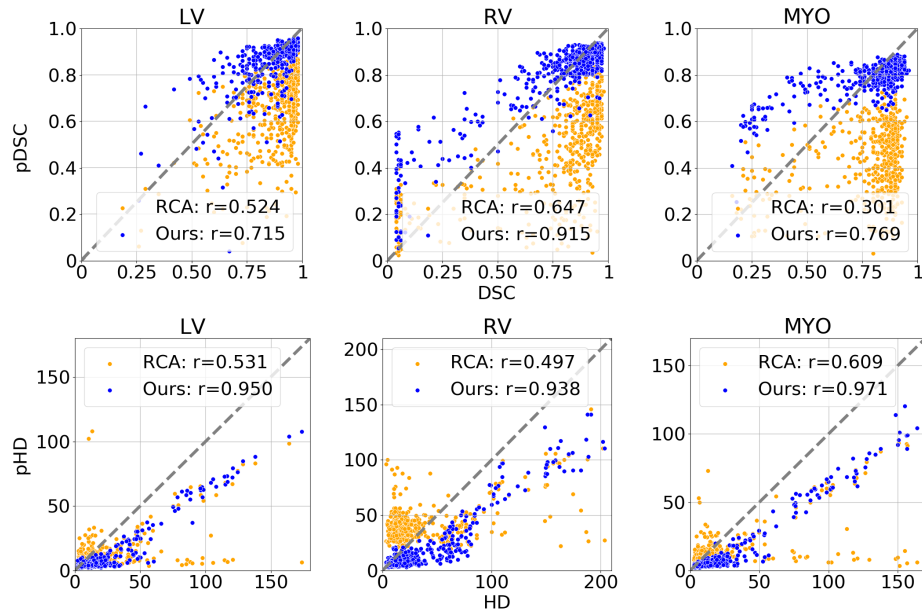 LV RV MYO
1.0 1.0 1.0
0.8 0.8 0.8
0.6 0.6 0.6
0.4 0.4 0.4
0.2 0.2 0.2
0 0 0
pDSC
RCA: r=0.524
Ours: r=0.715
RCA: r=0.647
Ours: r=0.915
RCA: r=0.301
Ours: r=0.769
0 0.25 0.5 0.75 1 0 0.25 0.5 0.75 1 0 0.25 0.5 0.75 1
DSC
LV RV MYO
150 200 150
100 150 100
50 100 50
0 50 0
0
pHD
RCA: r=0.531
Ours: r=0.950
RCA: r=0.497
Ours: r=0.938
RCA: r=0.609
Ours: r=0.971
0 50 100 150 0 100 200 0 50 100 150
HD